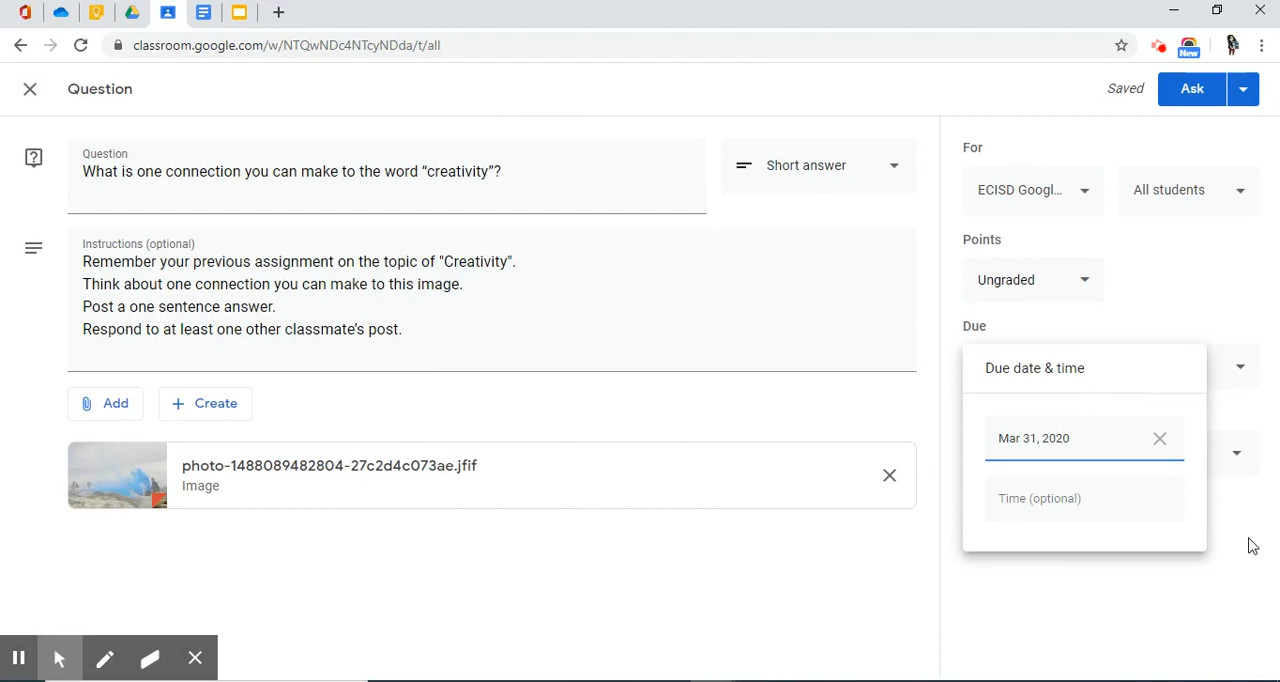 classroom.google.com/w/NTQwNDc4NTcyNDda/t/all
New
Question
Saved
Ask
Question
What is one connection you can make to the word “creativity”?
Short answer
Instructions (optional)
Remember your previous assignment on the topic of "Creativity".
Think about one connection you can make to this image.
Post a one sentence answer.
Respond to at least one other classmate’s post.
Add
Create
photo-1488089482804-27c2d4c073ae.jfif
Image
For
ECISD Googl...
All students
Points
Ungraded
Due
Due date & time
Mar 31, 2020
Time (optional)